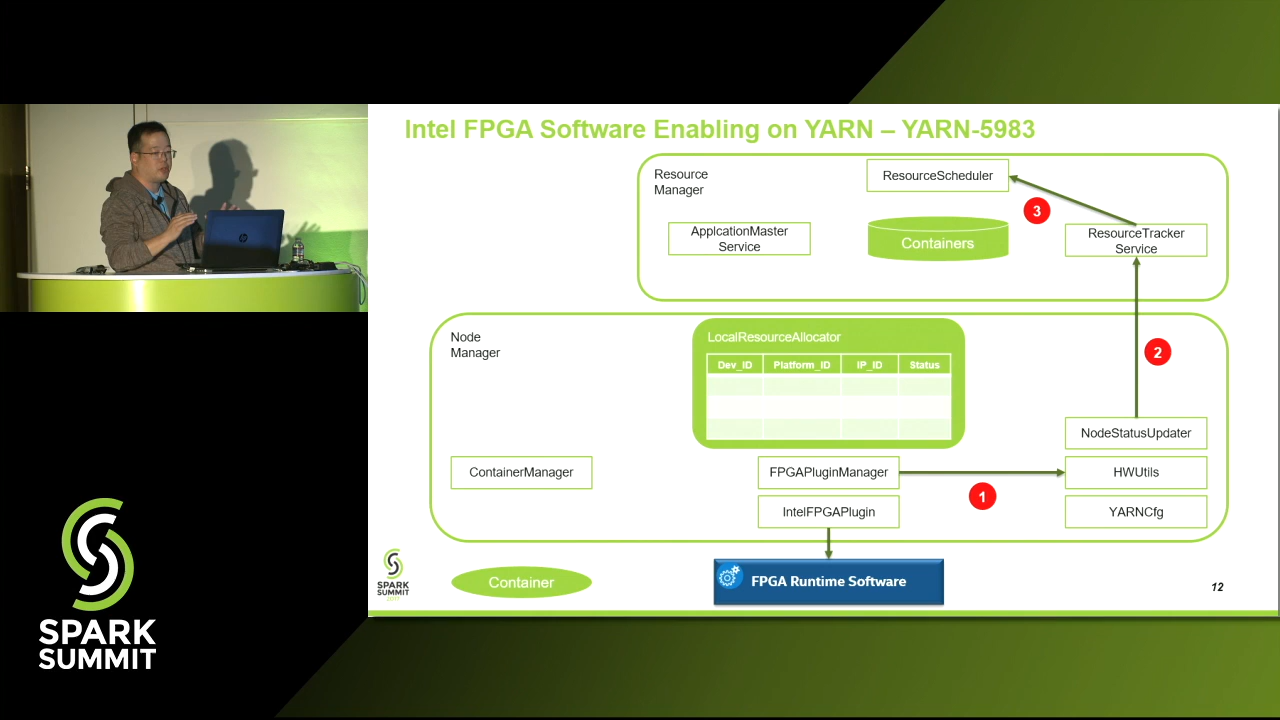 Intel FPGA Software Enabling on YARN – YARN-5983
Resource
Manager
ResourceScheduler
3
ApplcationMaster
Service
Containers
ResourceTracker
Service
Node
Manager
LocalResourceAllocator
Dev_ID Platform_ID IP_ID Status
2
NodeStatusUpdater
ContainerManager
FPGAPluginManager
HWUtils
1
IntelFPGAPlugin
YARNCfg
SPARK
SUMMIT
Container
FPGA Runtime Software
12
SPARK
SUMMIT